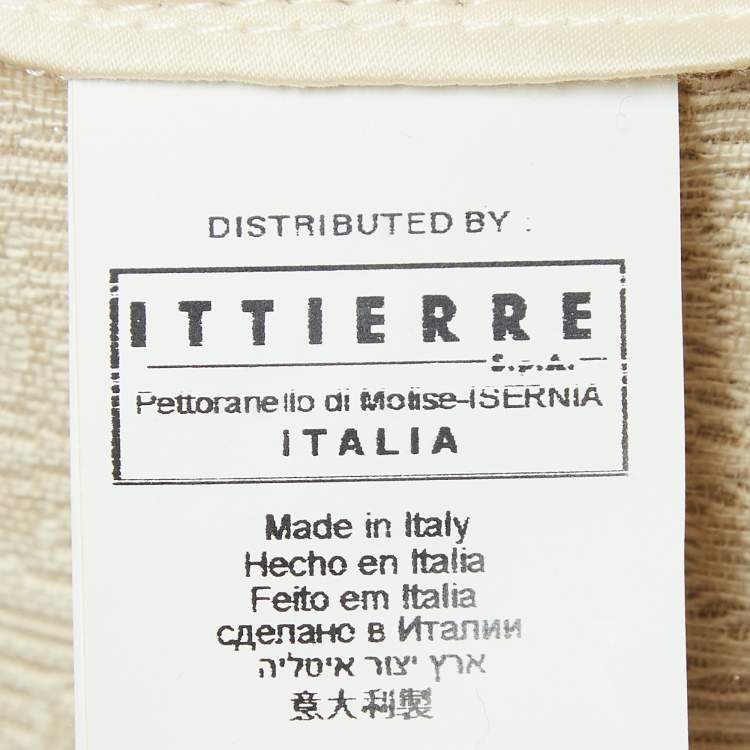 DISTRIBUTED BY :
ITTIERRE
S.p.A.
Pettoranello di Molise-ISERNIA
ITALIA
Made in Italy
Hecho en Italia
Feito em Italia
сделано в Италии
ארץ יצור איטליה
意大利製